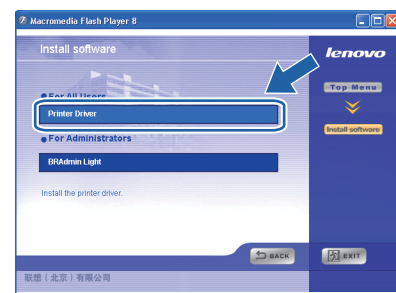 Macromedia Flash Player 8
Install software
lenovo
For All Users
Top Menu
Printer Driver
Install software
For Administrators
BRAdmin Light
Install the printer driver.
BACK
EXIT
联想（北京）有限公司